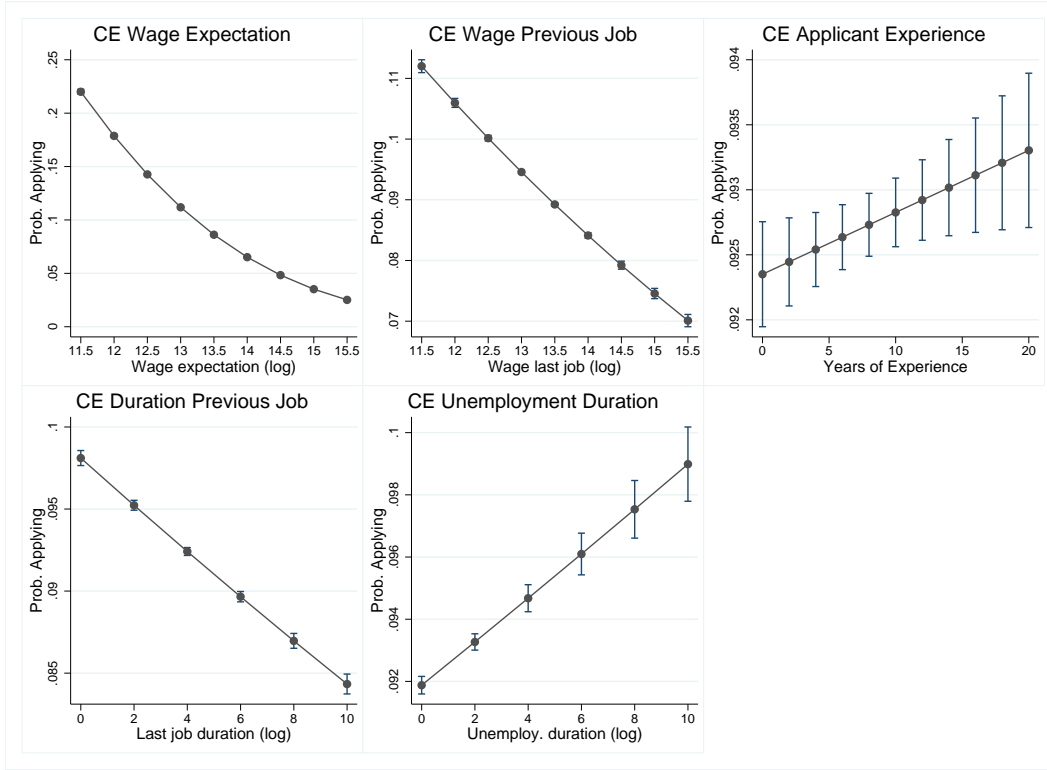 CE Wage Expectation
Prob. Applying
.25
.2
.15
.1
.05
0
11.5 12 12.5 13 13.5 14 14.5 15 15.5
Wage expectation (log)
CE Wage Previous Job
Prob. Applying
.11
.1
.09
.08
.07
11.5 12 12.5 13 13.5 14 14.5 15 15.5
Wage last job (log)
CE Applicant Experience
Prob. Applying
.094
.0935
.093
.0925
.092
0 5 10 15 20
Years of Experience
CE Duration Previous Job
Prob. Applying
.1
.095
.09
.085
0 2 4 6 8 10
Last job duration (log)
CE Unemployment Duration
Prob. Applying
.1
.098
.096
.094
.092
0 2 4 6 8 10
Unemploy. duration (log)